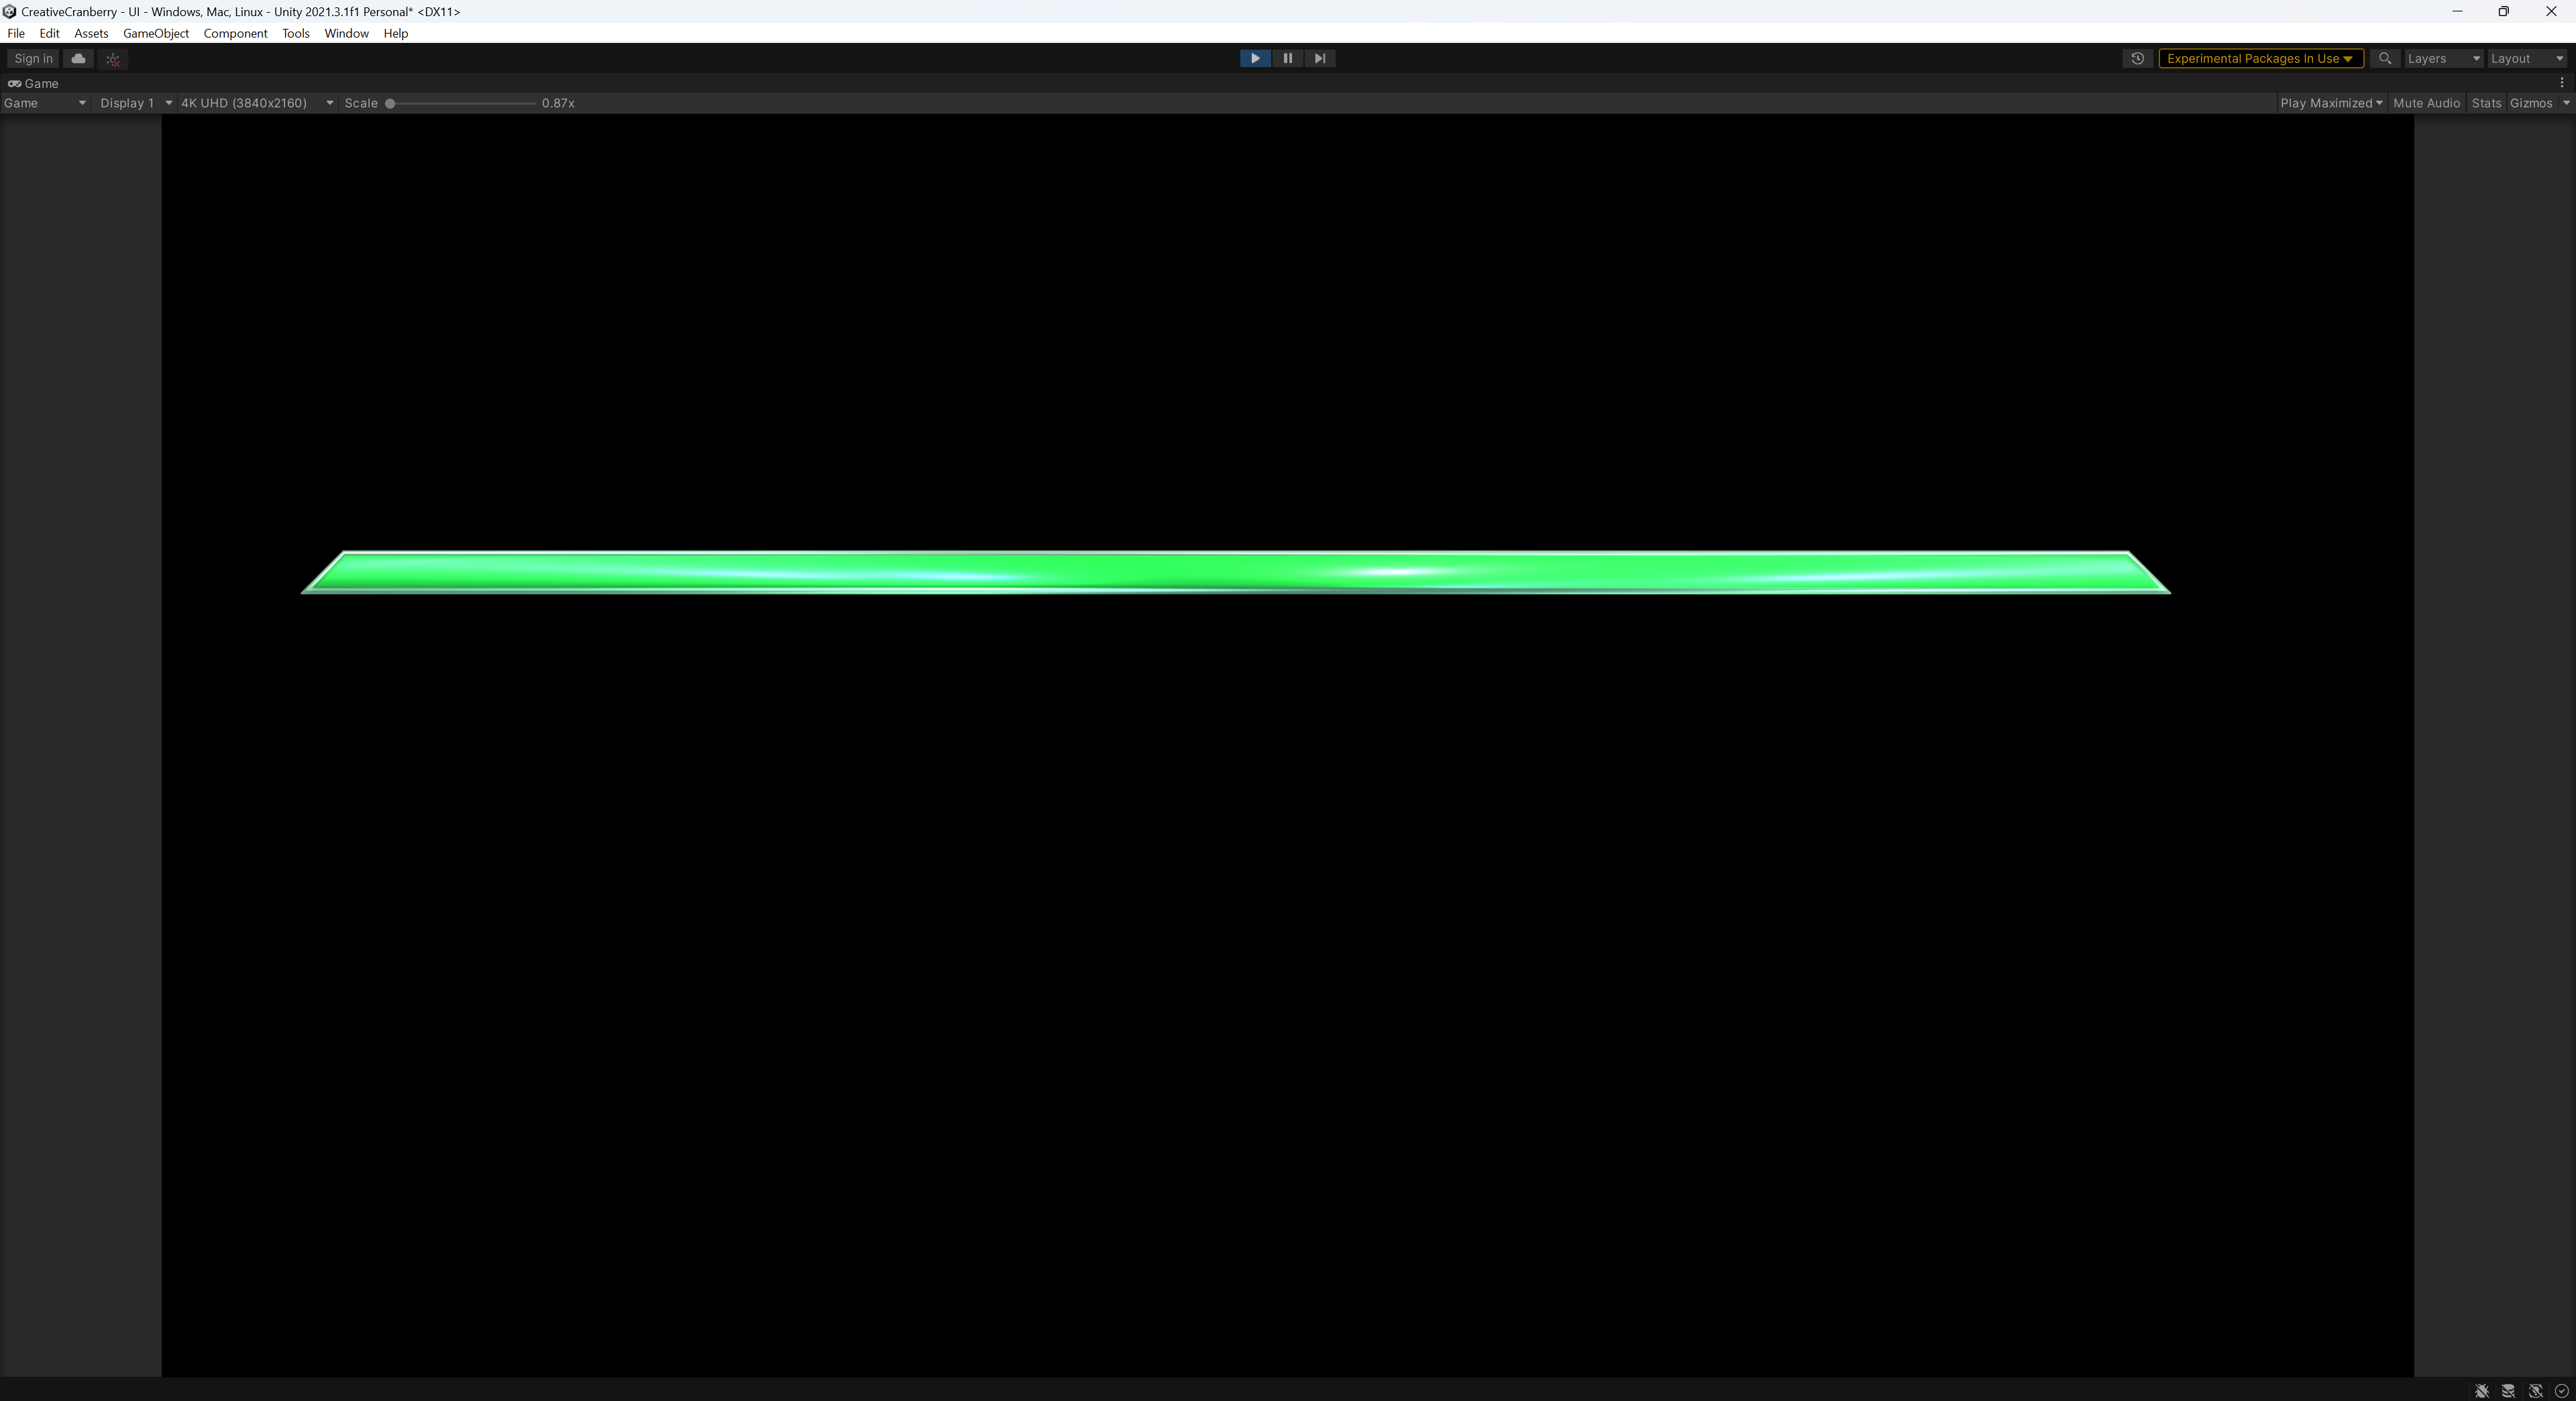 CreativeCranberry - UI - Windows, Mac, Linux - Unity 2021.3.1f1 Personal* <DX11>
File Edit Assets GameObject Component Tools Window Help
Sign in Experimental Packages In Use Layers Layout
Game
Game Display 1 4K UHD (3840x2160) Scale 0.87x Play Maximized Mute Audio Stats Gizmos